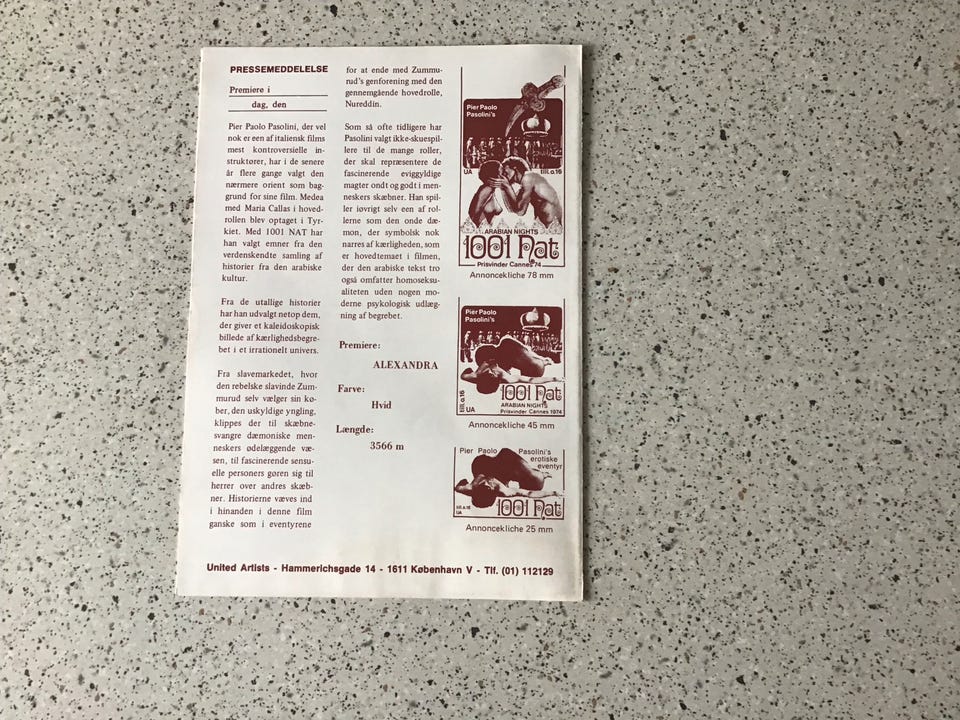 PRESSEMEDDELELSE
Premiere i
dag, den
Pier Paolo Pasolini, der vel
nok er een af italiensk films
mest kontroversielle in-
struktører, har i de senere
år flere gange valgt den
nærmere orient som bag-
grund for sine film. Medea
med Maria Callas i hoved-
rollen blev optaget i Tyr-
kiet. Med 1001 NAT har
han valgt emner fra den
verdenskendte samling af
historier fra den arabiske
kultur.
Fra de utallige historier
har han udvalgt netop dem,
der giver et kaleidoskopisk
billede af kærlighedsbegre-
bet i et irrationelt univers.
Fra slavemarkedet, hvor
den rebelske slavinde Zum-
murud selv vælger sin kø-
ber, den uskyldige yngling,
klippes der til skæbne-
svangre dæmoniske men-
neskers ødelæggende væ-
sen, til fascinerende sensu-
elle personers gøren sig til
herrer over andres skæb-
ner. Historierne væves ind
i hinanden i denne film
ganske som i eventyrene
for at ende med Zummu-
rud's genforening med den
gennemgående hovedrolle,
Nureddin.
Som så ofte tidligere har
Pasolini valgt ikke-skuespil-
lere til de mange roller,
der skal repræsentere de
fascinerende eviggyldige
magter ondt og godt i men-
neskers skæbner. Han spil-
ler iøvrigt selv een af rol-
lerne som den onde dæ-
mon, der symbolsk nok
narres af kærligheden, som
er hovedtemaet i filmen,
der den arabiske tekst tro
også omfatter homoseksu-
aliteten uden nogen mo-
derne psykologisk udlæg-
ning af begrebet.
Premiere:
ALEXANDRA
Farve:
Hvid
Længde:
3566 m
Pier Paolo
Pasolini's
UA
till.o.16
ARABIAN NIGHTS
1001 Nat
Prisvinder Cannes 74
Annoncekliche 78 mm
Pier Paolo
Pasolini's
till.o.16
UA
1001 Nat
ARABIAN NIGHTS
Prisvinder Cannes 1974
Annoncekliche 45 mm
Pier Paolo Pasolini's
erotiske
eventyr
till.o.16
UA
1001 Nat
Annoncekliche 25 mm
United Artists - Hammerichsgade 14 - 1611 København V - Tlf. (01) 112129